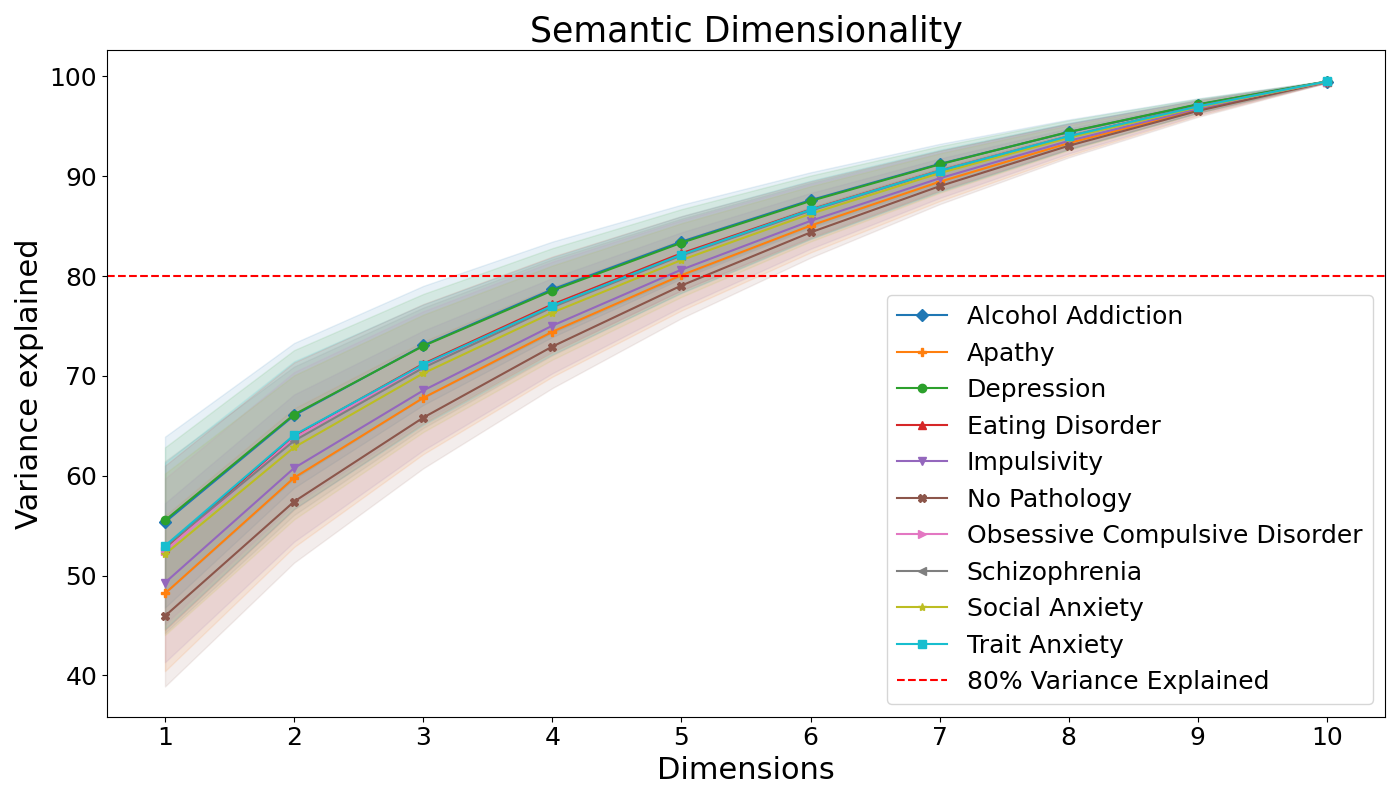 Semantic Dimensionality
Variance explained
100
90
80
70
60
50
40
Alcohol Addiction
Apathy
Depression
Eating Disorder
Impulsivity
No Pathology
Obsessive Compulsive Disorder
Schizophrenia
Social Anxiety
Trait Anxiety
80% Variance Explained
1 2 3 4 5 6 7 8 9 10
Dimensions